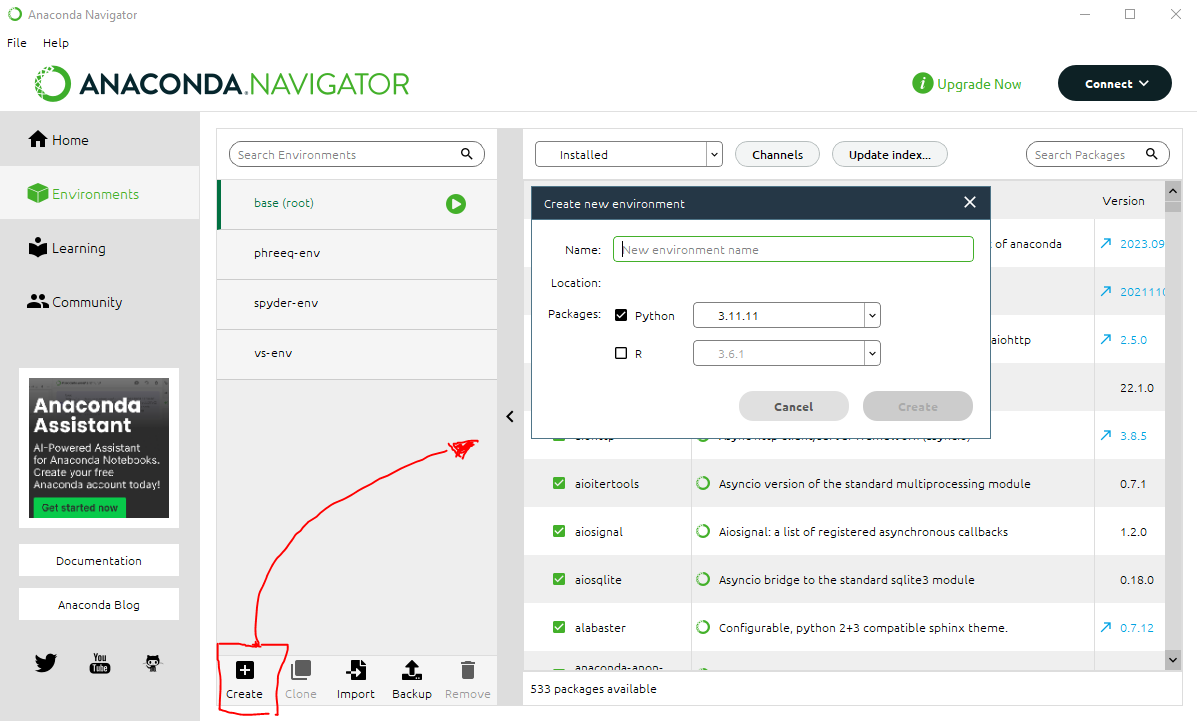 Anaconda Navigator
File Help
ANACONDA.NAVIGATOR
i Upgrade Now
Connect
Home
Environments
Learning
Community
Anaconda
Assistant
AI-Powered Assistant
for Anaconda Notebooks.
Create your free
Anaconda account today!
Get started now
Documentation
Anaconda Blog
You
Tube
Search Environments
base (root)
phreeq-env
spyder-env
vs-env
Create Clone Import Backup Remove
Installed Channels Update index... Search Packages
Version
Create new environment
Name: New environment name
Location:
Packages: Python 3.11.11
R 3.6.1
Cancel Create
t of anaconda 2023.09
2021110
aiohttp 2.5.0
22.1.0
3.8.5
aioitertools Asyncio version of the standard multiprocessing module 0.7.1
aiosignal Aiosignal: a list of registered asynchronous callbacks 1.2.0
aiosqlite Asyncio bridge to the standard sqlite3 module 0.18.0
alabaster Configurable, python 2+3 compatible sphinx theme. 0.7.12
anaconda-anon-
533 packages available